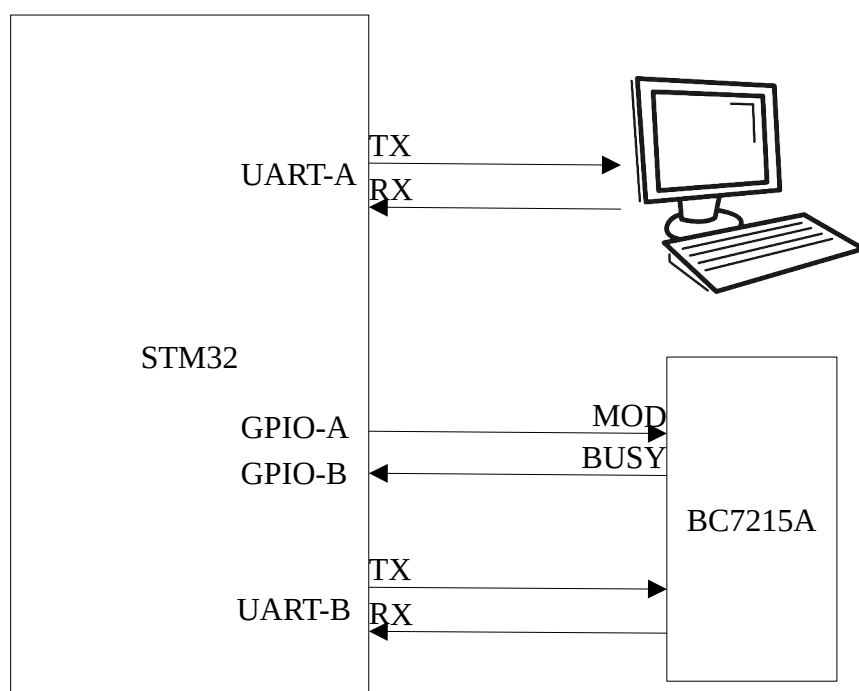 TX
UART-A
RX
STM32
MOD
GPIO-A
BUSY
GPIO-B
BC7215A
TX
UART-B
RX